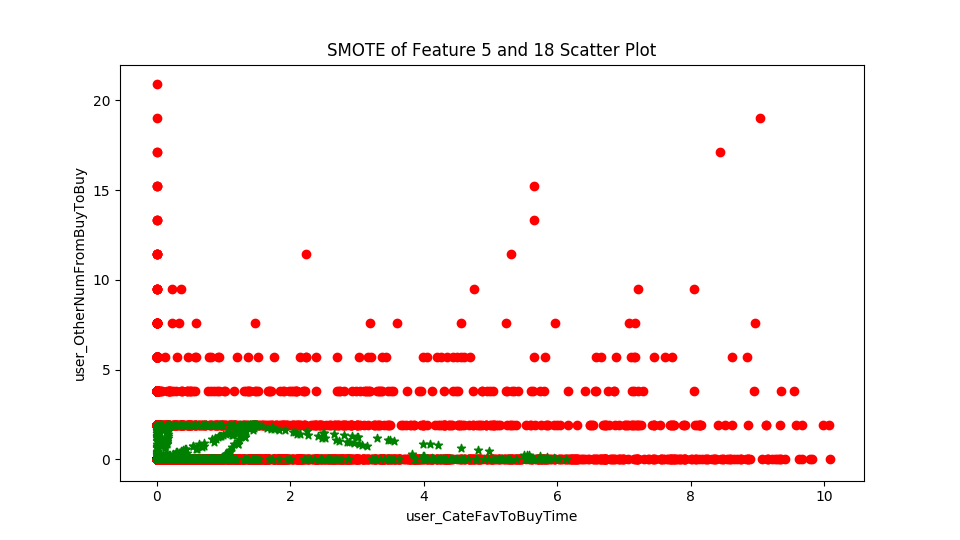 SMOTE of Feature 5 and 18 Scatter Plot
20
15
10
5
0
user_OtherNumFromBuyToBuy
0 2 4 6 8 10
user_CateFavToBuyTime